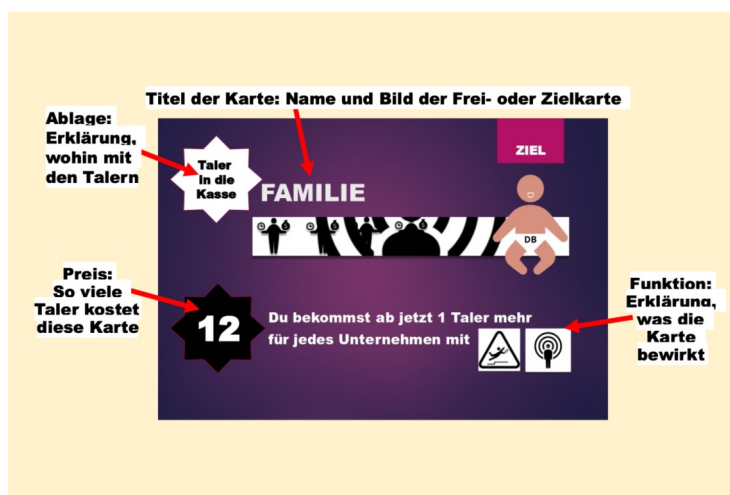 Titel der Karte: Name und Bild der Frei- oder Zielkarte
Ablage:
Erklärung,
wohin mit
den Talern
Taler
in die
Kasse
ZIEL
FAMILIE
DB
Preis:
So viele
Taler kostet
diese Karte
12
Du bekommst ab jetzt 1 Taler mehr
für jedes Unternehmen mit
Funktion:
Erklärung,
was die
Karte
bewirkt